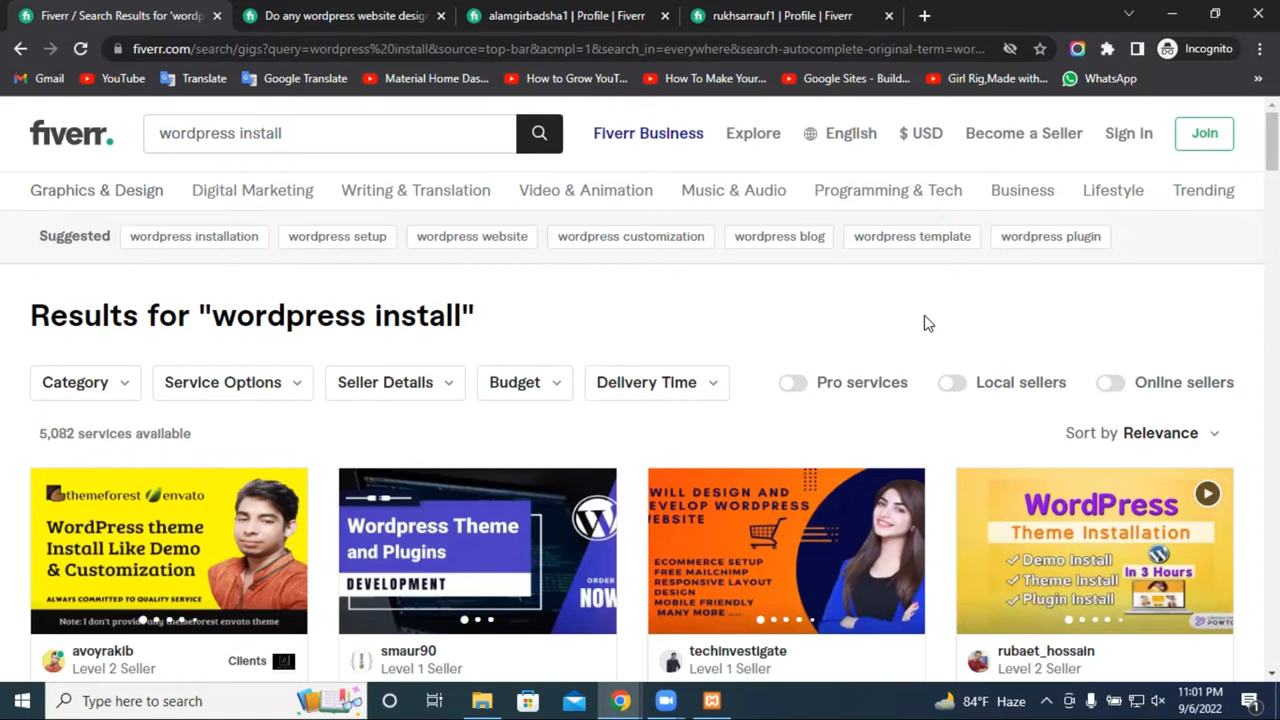 Fiverr / Search Results for 'wordp
Do any wordpress website desig
alamgirbadsha1 | Profile | Fiverr
rukhsarrauf1 | Profile | Fiverr
fiverr.com/search/gigs?query=wordpress%20install&source=top-bar&acmpl=1&search_in=everywhere&search-autocomplete-original-term=wor...
Incognito
Gmail
YouTube
Translate
Google Translate
Material Home Das...
How to Grow YouT...
How To Make Your...
Google Sites - Build...
Girl Rig,Made with...
WhatsApp
fiverr.
wordpress install
Fiverr Business
Explore
English
$ USD
Become a Seller
Sign In
Join
Graphics & Design
Digital Marketing
Writing & Translation
Video & Animation
Music & Audio
Programming & Tech
Business
Lifestyle
Trending
Suggested
wordpress installation
wordpress setup
wordpress website
wordpress customization
wordpress blog
wordpress template
wordpress plugin
Results for "wordpress install"
Category
Service Options
Seller Details
Budget
Delivery Time
Pro services
Local sellers
Online sellers
5,082 services available
Sort by Relevance
themeforest envato
WordPress theme
Install Like Demo
& Customization
ALWAYS COMMITTED TO QUALITY SERVICE
Note: I don't provid any themeforest envato theme
Wordpress Theme
and Plugins
DEVELOPMENT
ORDER
NOW
WILL DESIGN AND
EVELOP WORDPRESS
EBSITE
ECOMMERCE SETUP
FREE MAILCHIMP
RESPONSIVE LAYOUT
DESIGN
MOBILE FRIENDLY
MANY MORE ....
WordPress
Theme Installation
Demo Install
Theme Install
Plugin Install
In 3 Hours
POWTO
avoyrakib
Level 2 Seller
Clients
smaur90
Level 1 Seller
techinvestigate
Level 1 Seller
rubaet_hossain
Level 2 Seller
Type here to search
84°F Haze
11:01 PM
9/6/2022
1